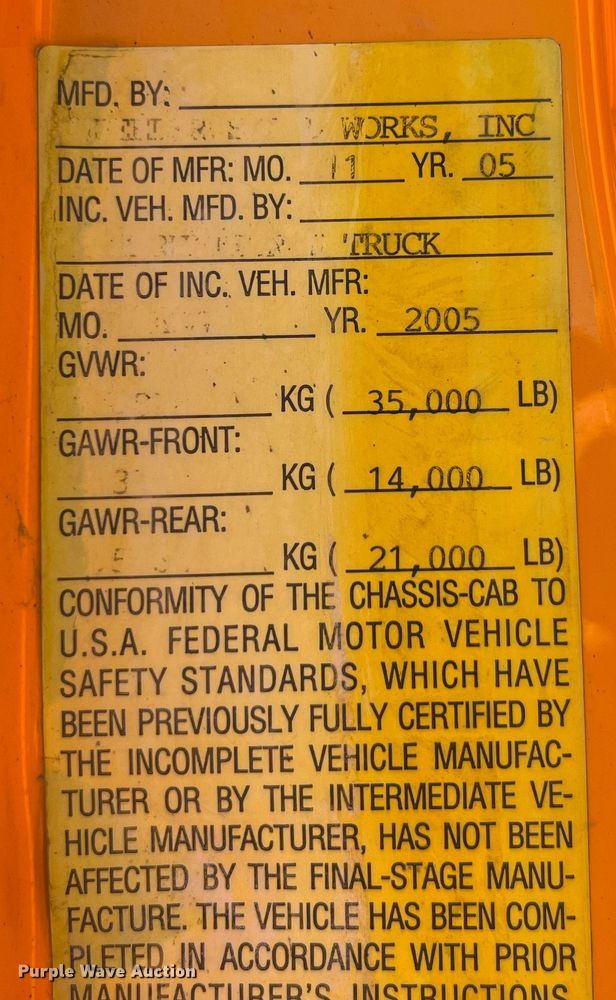 MFD. BY:
WORKS, INC
DATE OF MFR: MO. 11 YR. 05
INC. VEH. MFD. BY:
TRUCK
DATE OF INC. VEH. MFR:
MO. YR. 2005
GVWR:
KG ( 35,000 LB)
GAWR-FRONT:
KG ( 14,000 LB)
GAWR-REAR:
KG ( 21,000 LB)
CONFORMITY OF THE CHASSIS-CAB TO
U.S.A. FEDERAL MOTOR VEHICLE
SAFETY STANDARDS, WHICH HAVE
BEEN PREVIOUSLY FULLY CERTIFIED BY
THE INCOMPLETE VEHICLE MANUFAC-
TURER OR BY THE INTERMEDIATE VE-
HICLE MANUFACTURER, HAS NOT BEEN
AFFECTED BY THE FINAL-STAGE MANU-
FACTURE. THE VEHICLE HAS BEEN COM-
PLETED IN ACCORDANCE WITH PRIOR
MANUFACTURER'S INSTRUCTIONS,
Purple Wave Auction